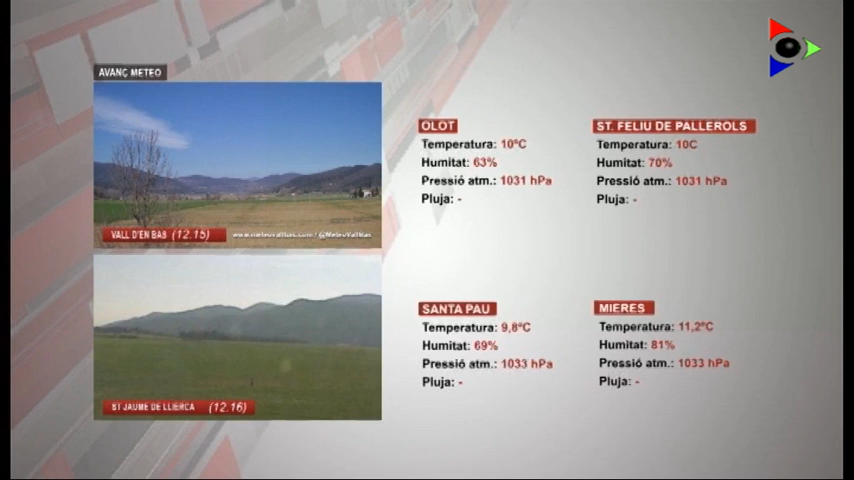 AVANÇ METEO
VALL D'EN BAS (12.15)
www.meteovallbas.com / @MeteoVallBas
ST JAUME DE LLIERCA (12.16)
OLOT
Temperatura: 10ºC
Humitat: 63%
Pressió atm.: 1031 hPa
Pluja: -
ST. FELIU DE PALLEROLS
Temperatura: 10C
Humitat: 70%
Pressió atm.: 1031 hPa
Pluja: -
SANTA PAU
Temperatura: 9,8ºC
Humitat: 69%
Pressió atm.: 1033 hPa
Pluja: -
MIERES
Temperatura: 11,2ºC
Humitat: 81%
Pressió atm.: 1033 hPa
Pluja: -